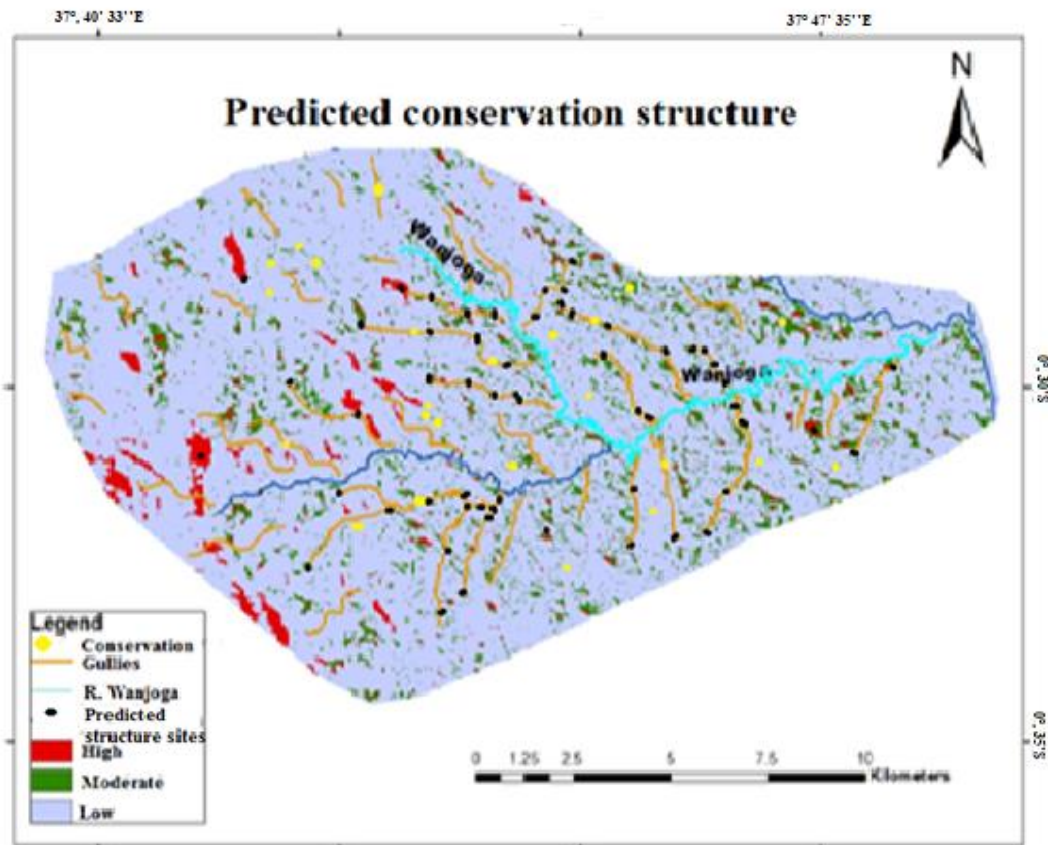 37°, 40' 33''E
37° 47' 35''E
N
Predicted conservation structure
Wanjoga
Wanjoga
0°, 30'S
0°, 35'S
Legend
Conservation
Gullies
R. Wanjoga
Predicted
structure sites
High
Moderate
Low
0 1.25 2.5 5 7.5 10
Kilometers